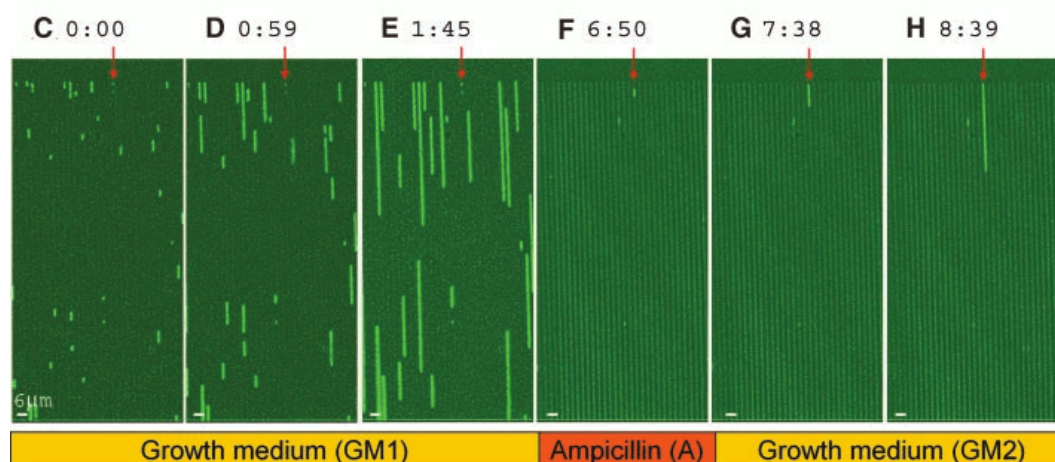 C 0:00 D 0:59 E 1:45 F 6:50 G 7:38 H 8:39
6µm
Growth medium (GM1) Ampicillin (A) Growth medium (GM2)